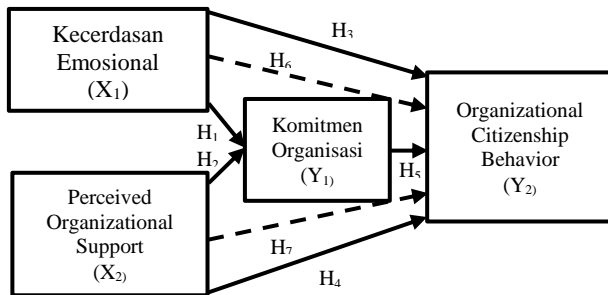 Kecerdasan
Emosional
(X1)
H3
H6
H1
H2
Komitmen
Organisasi
(Y1)
H5
Organizational
Citizenship
Behavior
(Y2)
Perceived
Organizational
Support
(X2)
H7
H4